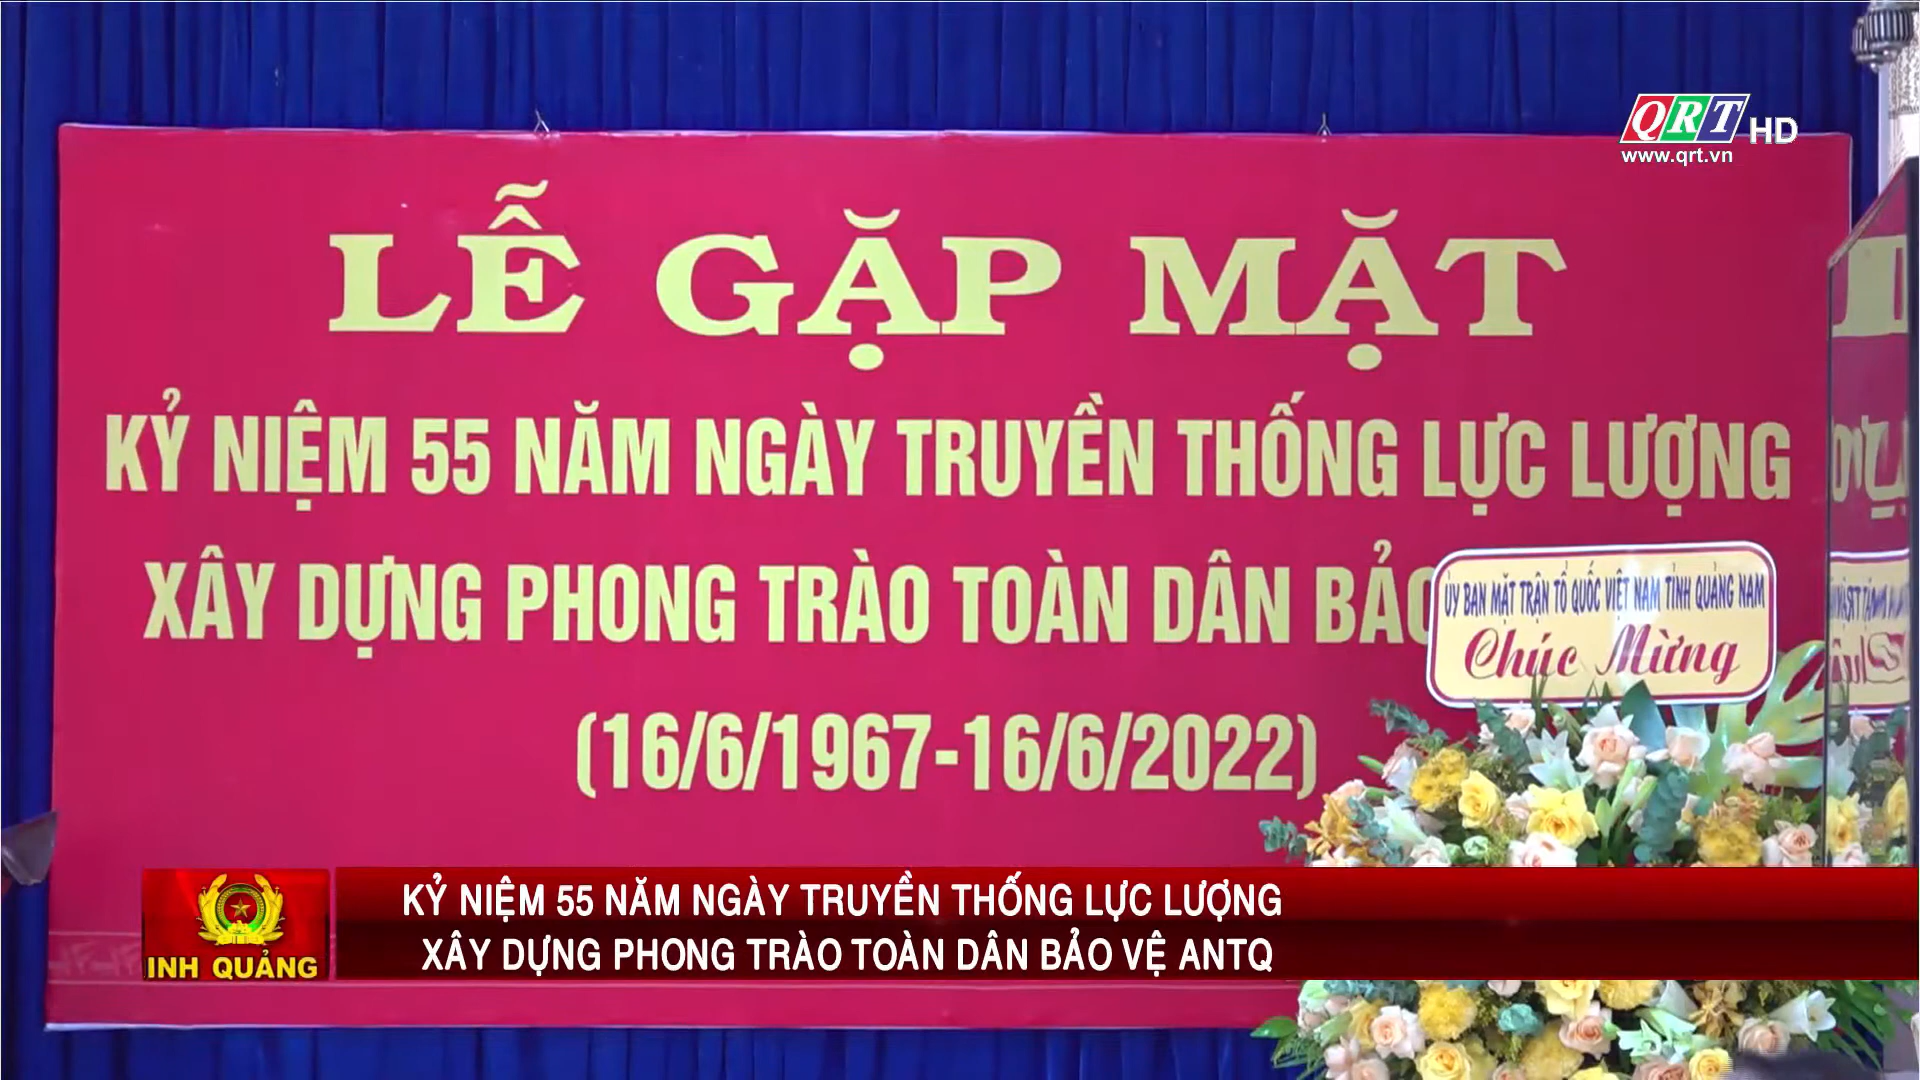 QRT HD
www.qrt.vn
LỄ GẶP MẶT
KỶ NIỆM 55 NĂM NGÀY TRUYỀN THỐNG LỰC LƯỢNG
XÂY DỰNG PHONG TRÀO TOÀN DÂN BẢO
(16/6/1967-16/6/2022)
ỦY BAN MẶT TRẬN TỔ QUỐC VIỆT NAM TỈNH QUẢNG NAM
Chúc Mừng
KỶ NIỆM 55 NĂM NGÀY TRUYỀN THỐNG LỰC LƯỢNG
XÂY DỰNG PHONG TRÀO TOÀN DÂN BẢO VỆ ANTQ
INH QUẢNG